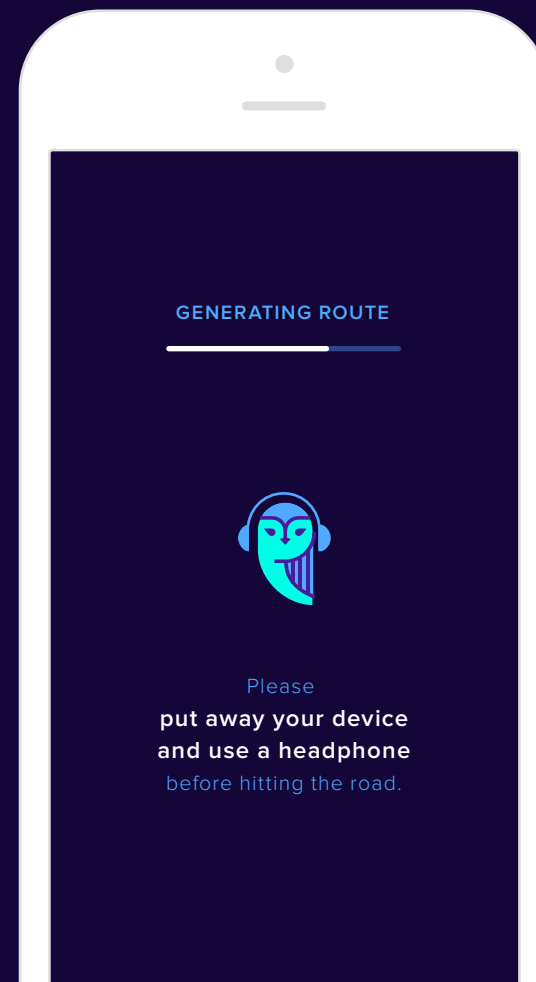 GENERATING ROUTE
Please
put away your device
and use a headphone
before hitting the road.